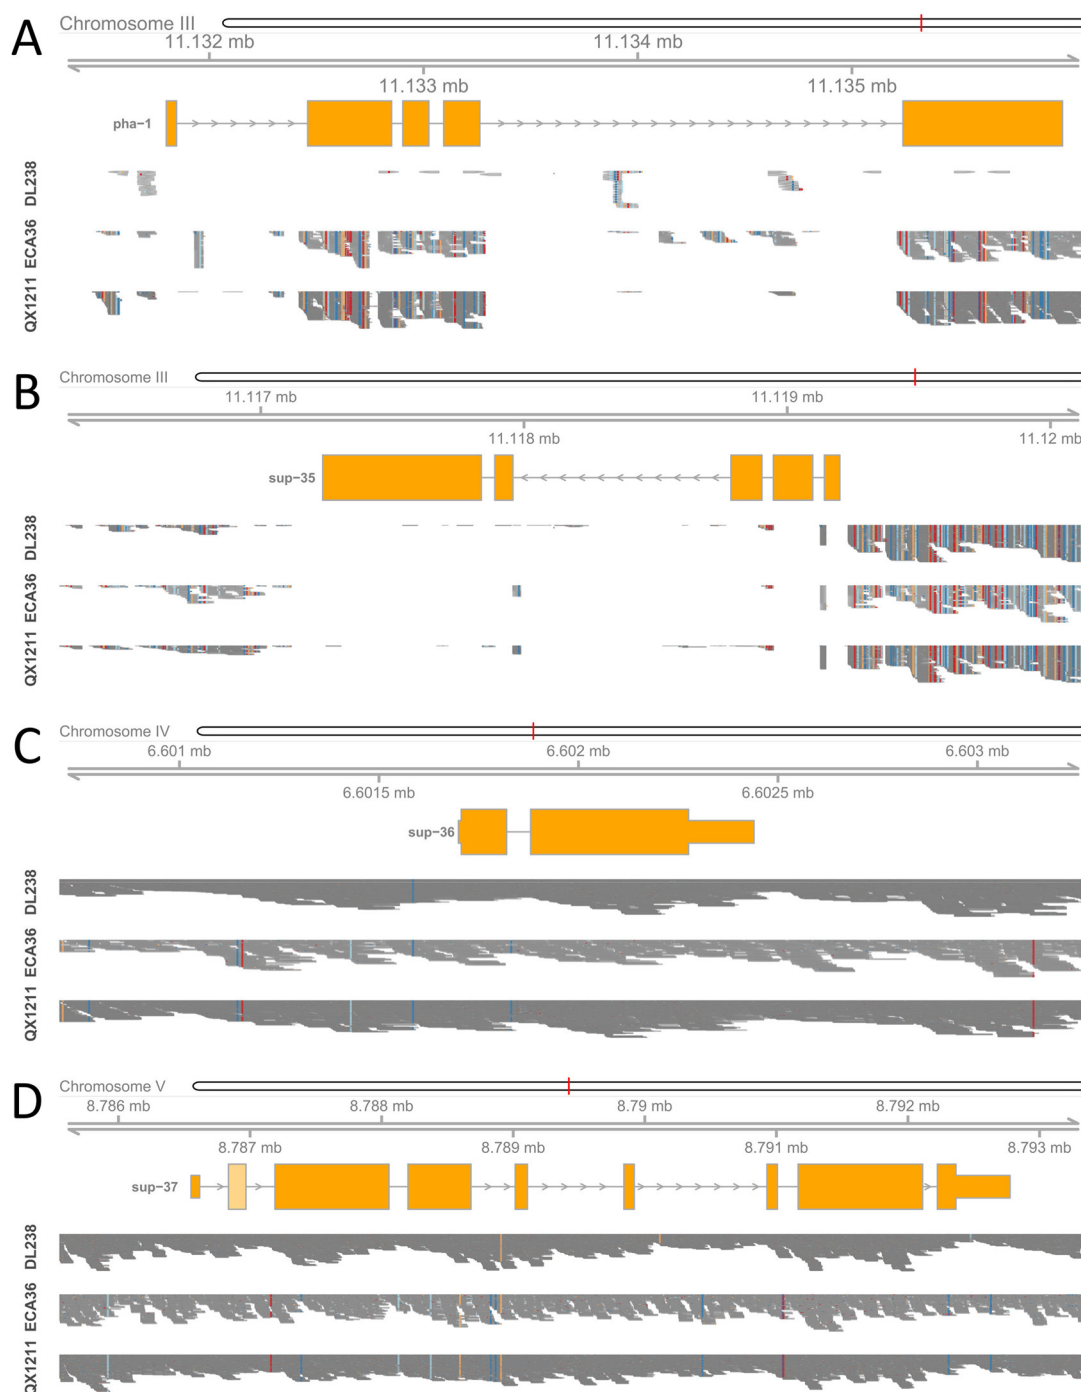 A
Chromosome III
11.132 mb 11.134 mb
11.133 mb 11.135 mb
pha-1
DL238
ECA36
QX1211
B
Chromosome III
11.117 mb 11.119 mb
11.118 mb 11.12 mb
sup-35
DL238
ECA36
QX1211
C
Chromosome IV
6.601 mb 6.602 mb 6.603 mb
6.6015 mb 6.6025 mb
sup-36
DL238
ECA36
QX1211
D
Chromosome V
8.786 mb 8.788 mb 8.79 mb 8.792 mb
8.787 mb 8.789 mb 8.791 mb 8.793 mb
sup-37
DL238
ECA36
QX1211